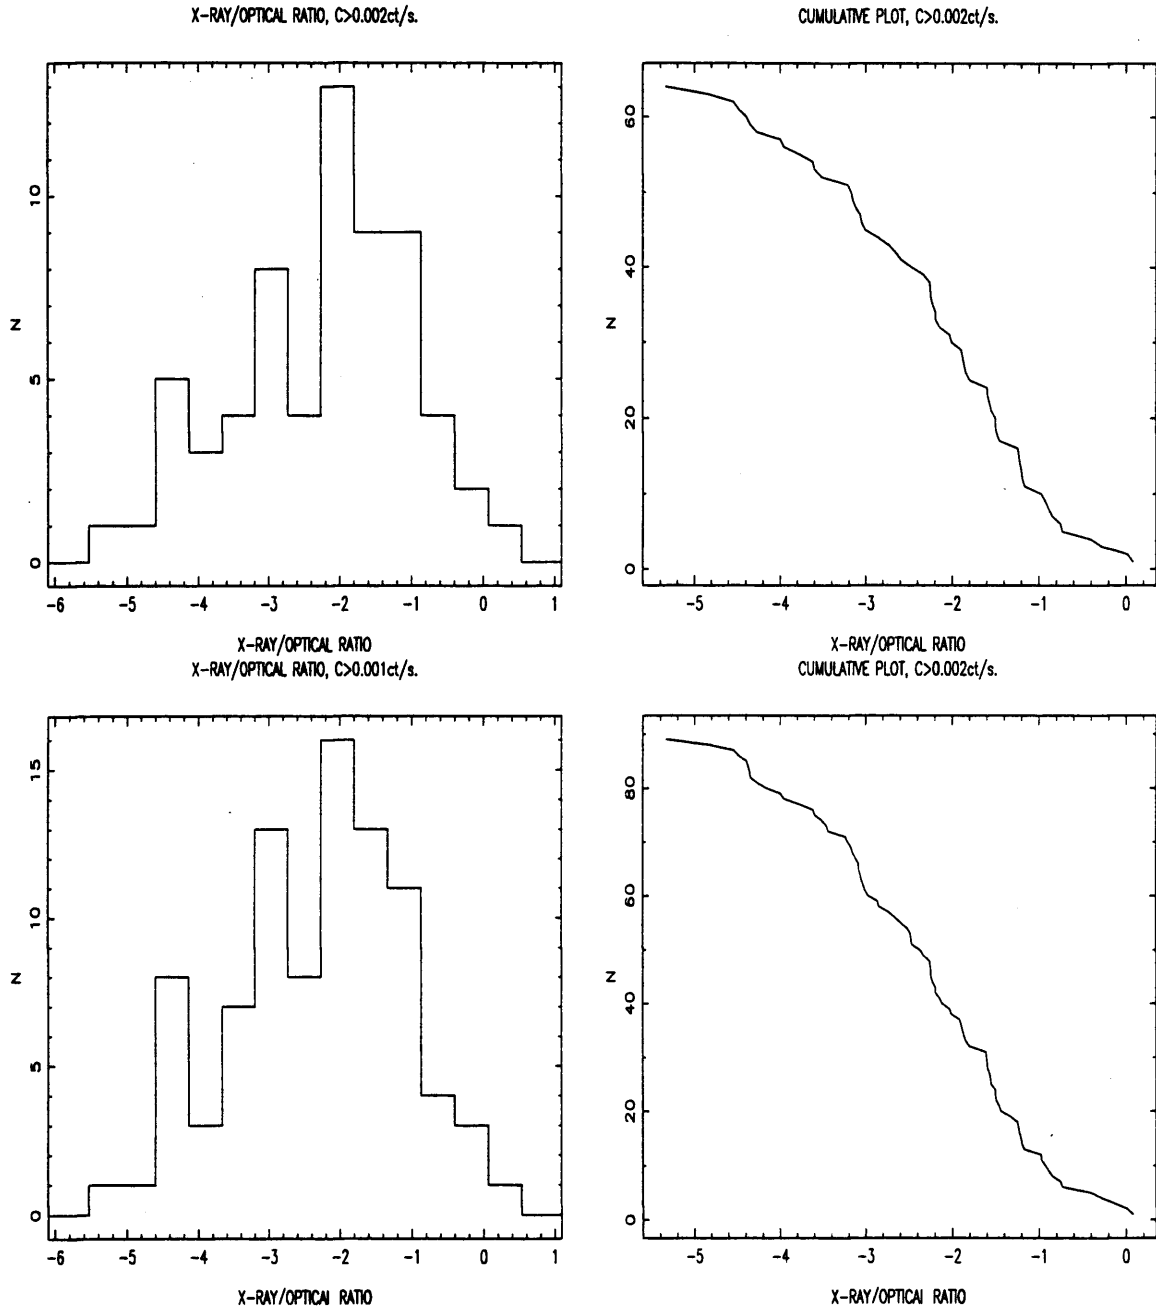 X-RAY/OPTICAL RATIO, C>0.002ct/s.
N
0
5
10
-6 -5 -4 -3 -2 -1 0 1
X-RAY/OPTICAL RATIO
CUMULATIVE PLOT, C>0.002ct/s.
N
0
20
40
60
-5 -4 -3 -2 -1 0
X-RAY/OPTICAL RATIO
X-RAY/OPTICAL RATIO, C>0.001ct/s.
N
0
5
10
15
-6 -5 -4 -3 -2 -1 0 1
X-RAY/OPTICAL RATIO
CUMULATIVE PLOT, C>0.002ct/s.
N
0
20
40
60
80
-5 -4 -3 -2 -1 0
X-RAY/OPTICAL RATIO